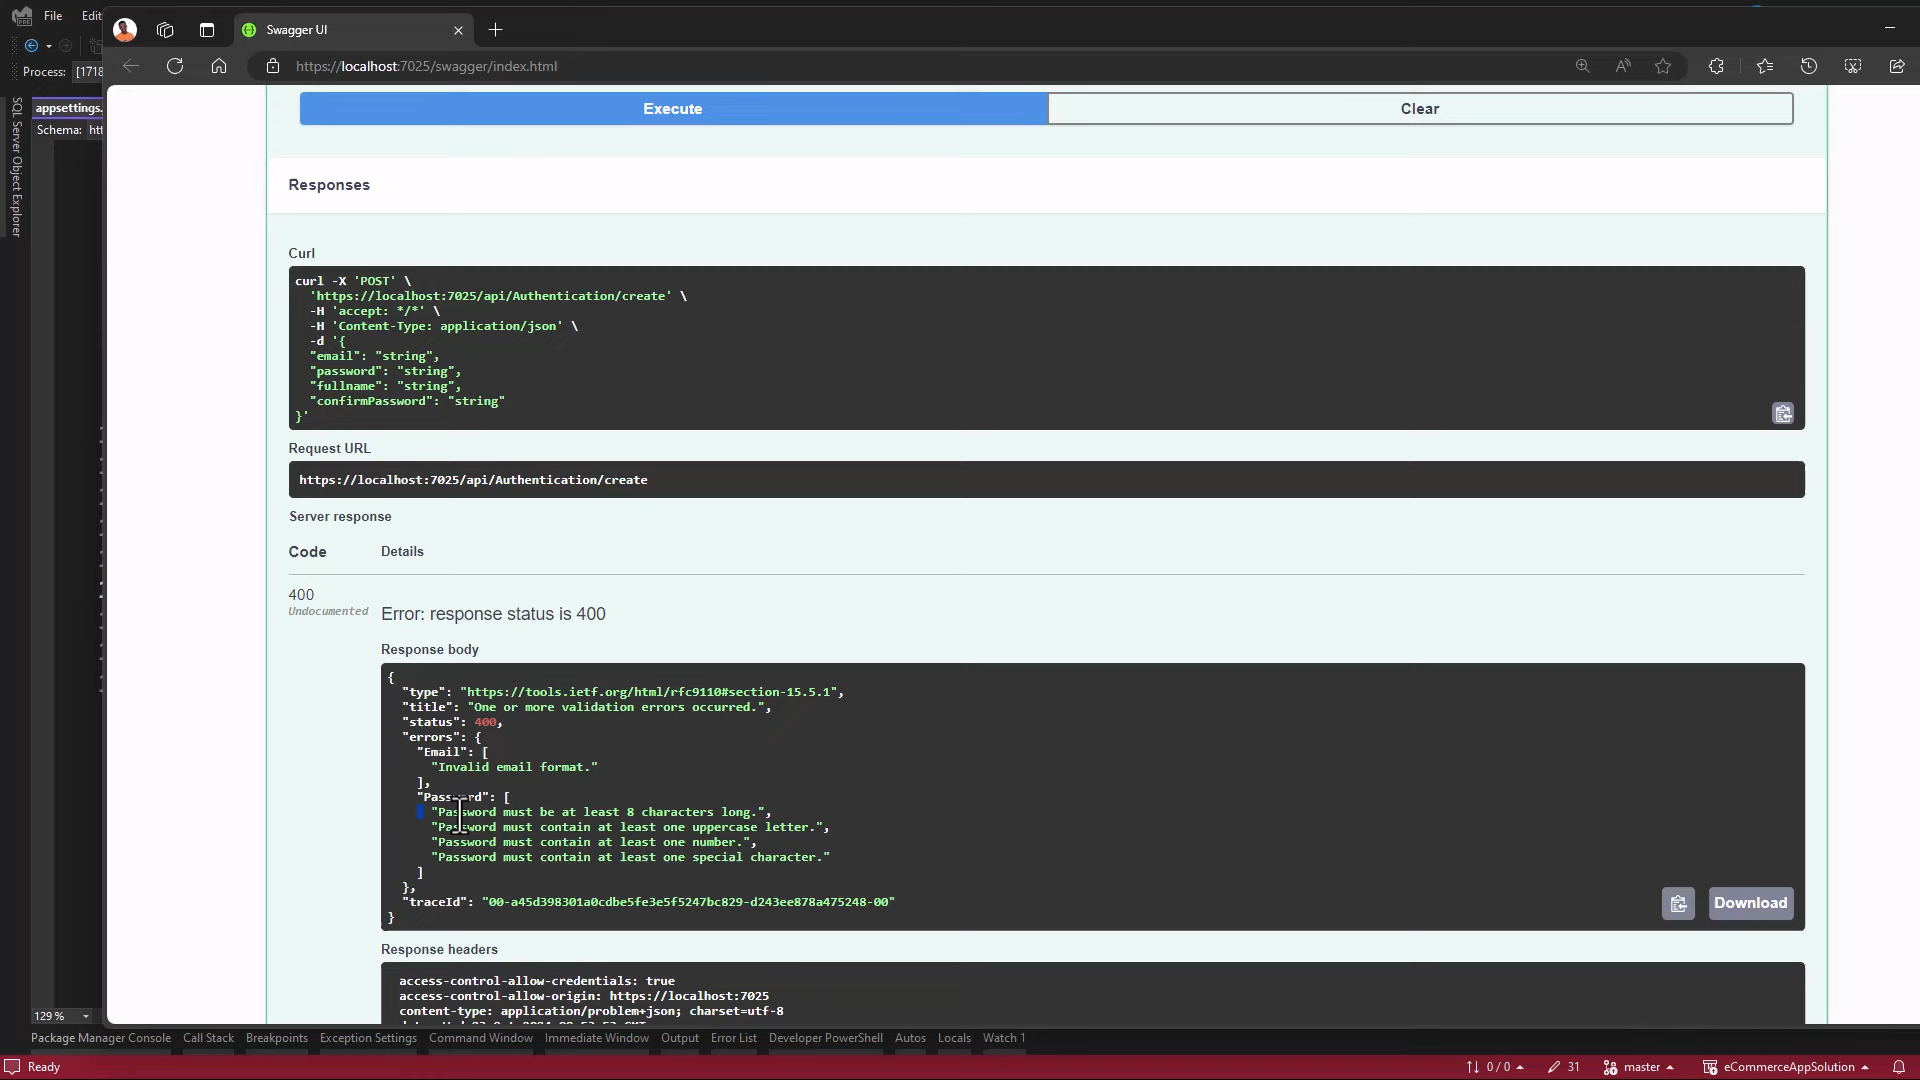 File Edit
Swagger UI
https://localhost:7025/swagger/index.html
Process: [1718
appsettings.
Schema: htt
SQL Server Object Explorer
Execute
Clear
Responses
Curl
curl -X 'POST' \
'https://localhost:7025/api/Authentication/create' \
-H 'accept: */*' \
-H 'Content-Type: application/json' \
-d '{
"email": "string",
"password": "string",
"fullname": "string",
"confirmPassword": "string"
}'
Request URL
https://localhost:7025/api/Authentication/create
Server response
Code Details
400
Undocumented
Error: response status is 400
Response body
{
"type": "https://tools.ietf.org/html/rfc9110#section-15.5.1",
"title": "One or more validation errors occurred.",
"status": 400,
"errors": {
"Email": [
"Invalid email format."
],
"Password": [
"Password must be at least 8 characters long.",
"Password must contain at least one uppercase letter.",
"Password must contain at least one number.",
"Password must contain at least one special character."
]
},
"traceId": "00-a45d398301a0cdbe5fe3e5f5247bc829-d243ee878a475248-00"
}
Download
Response headers
access-control-allow-credentials: true
access-control-allow-origin: https://localhost:7025
content-type: application/problem+json; charset=utf-8
129 %
Package Manager Console Call Stack Breakpoints Exception Settings Command Window Immediate Window Output Error List Developer PowerShell Autos Locals Watch 1
Ready
0 / 0 31 master eCommerceAppSolution